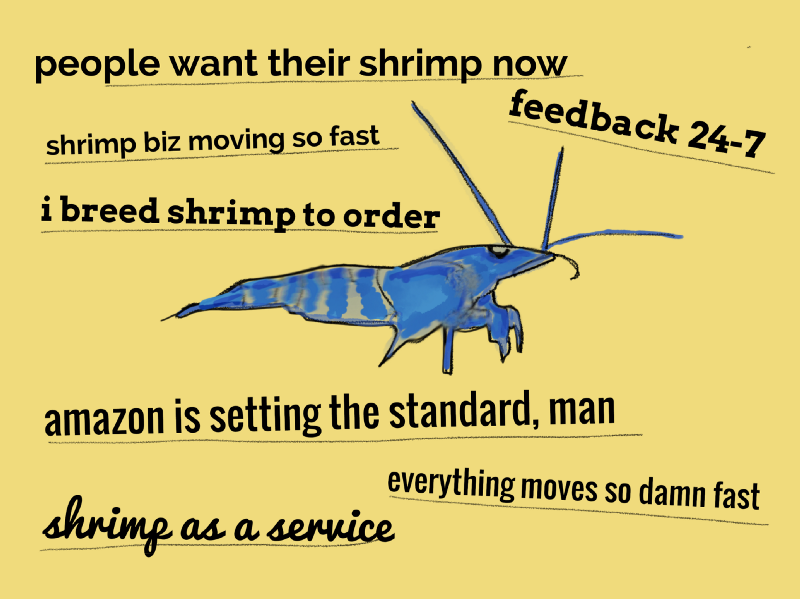 people want their shrimp now
feedback 24-7
shrimp biz moving so fast
i breed shrimp to order
amazon is setting the standard, man
everything moves so damn fast
shrimp as a service